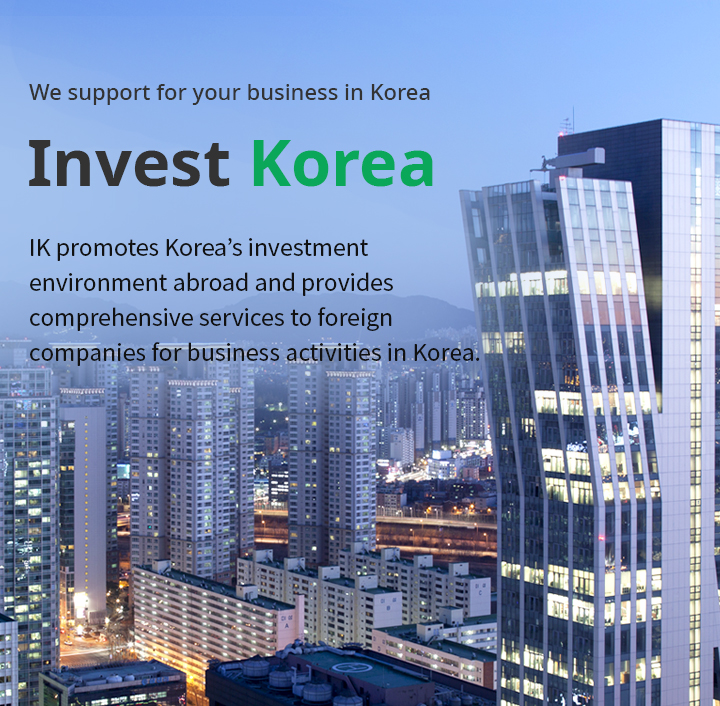 We support for your business in Korea
Invest Korea
IK promotes Korea’s investment
environment abroad and provides
comprehensive services to foreign
companies for business activities in Korea.